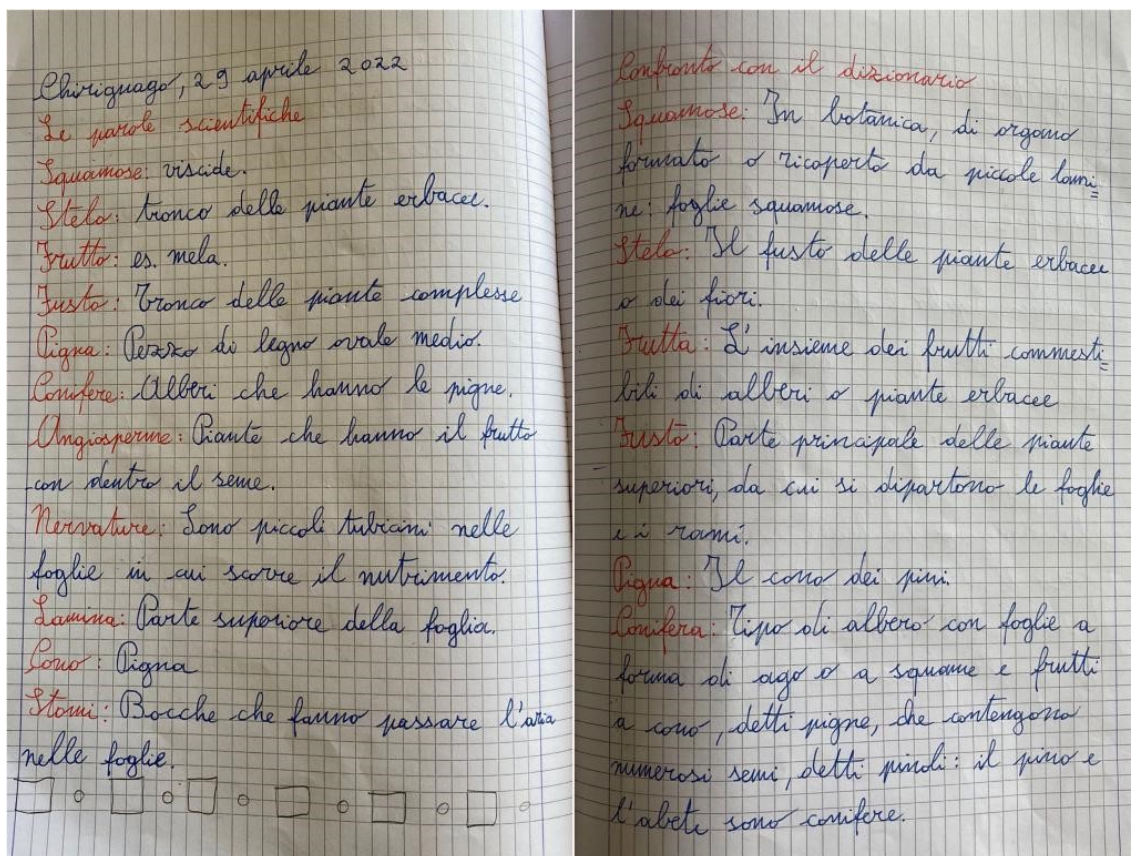 Chirignago, 29 aprile 2022
Le parole scientifiche
Squamose: viscide.
Stelo: tronco delle piante erbacee.
Frutto: es. mela.
Fusto: Tronco delle piante complesse
Pigna: Pezzo di legno ovale medio.
Conifere: Alberi che hanno le pigne.
Angiosperme: Piante che hanno il frutto
con dentro il seme.
Nervature: Sono piccoli tubicini nelle
foglie in cui scorre il nutrimento.
Lamina: Parte superiore della foglia.
Cono: Pigna
Stomi: Bocche che fanno passare l'aria
nelle foglie.
Confronto con il dizionario
Squamose: In botanica, di organo
formato o ricoperto da piccole lami=
ne: foglie squamose.
Stelo: Il fusto delle piante erbacee
o dei fiori.
Frutta: L'insieme dei frutti commesti=
bili di alberi o piante erbacee
Fusto: Parte principale delle piante
superiori, da cui si dipartono le foglie
e i rami.
Pigna: Il cono dei pini.
Conifera: Tipo di albero con foglie a
forma di ago o a squame e frutti
a cono, detti pigne, che contengono
numerosi semi, detti pinoli: il pino e
l'abete sono conifere.